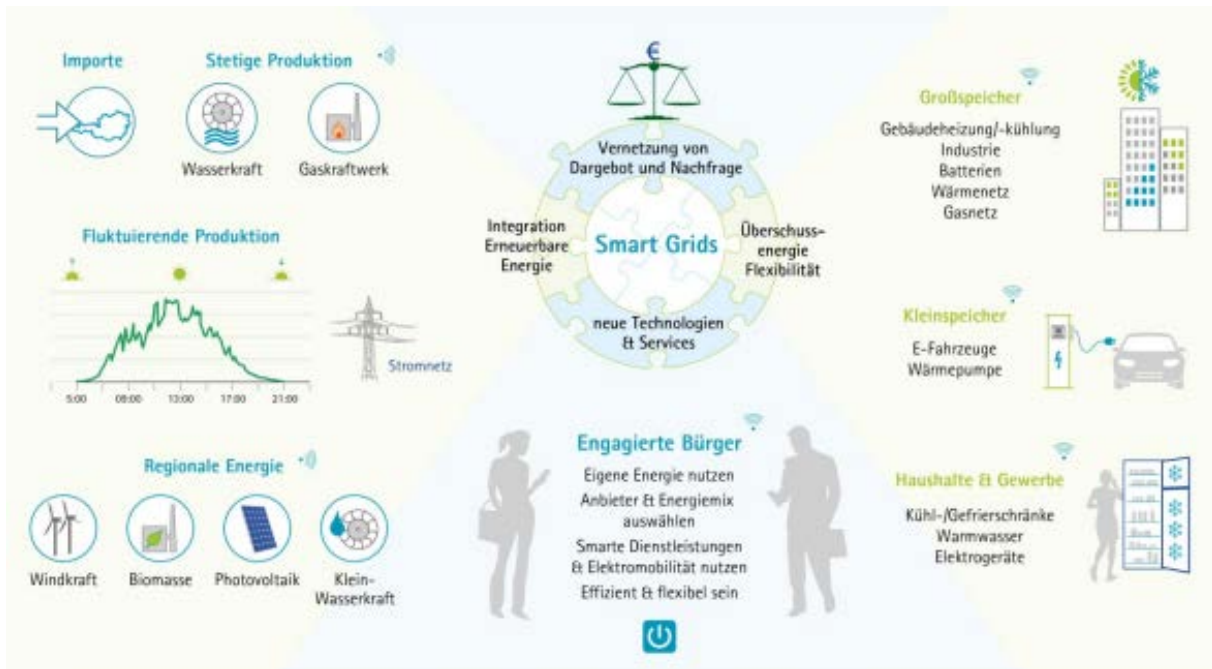 Importe
Stetige Produktion
Wasserkraft
Gaskraftwerk
Fluktuierende Produktion
5:00 09:00 13:00 17:00 21:00
Stromnetz
Regionale Energie
Windkraft
Biomasse
Photovoltaik
Klein-
Wasserkraft
€
Vernetzung von
Dargebot und Nachfrage
Integration
Erneuerbare
Energie
Smart Grids
Überschuss-
energie
Flexibilität
neue Technologien
& Services
Engagierte Bürger
Eigene Energie nutzen
Anbieter & Energiemix
auswählen
Smarte Dienstleistungen
& Elektromobilität nutzen
Effizient & flexibel sein
Großspeicher
Gebäudeheizung/-kühlung
Industrie
Batterien
Wärmenetz
Gasnetz
Kleinspeicher
E-Fahrzeuge
Wärmepumpe
Haushalte & Gewerbe
Kühl-/Gefrierschränke
Warmwasser
Elektrogeräte